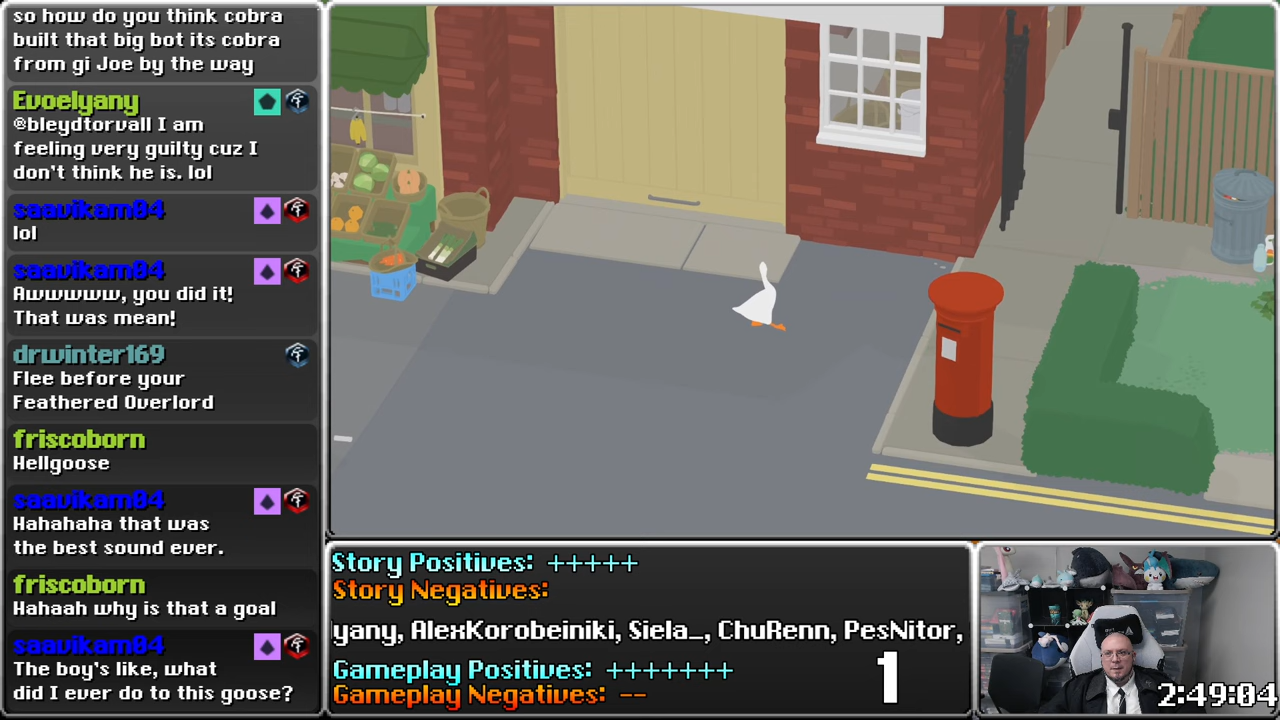 so how do you think cobra
built that big bot its cobra
from gi Joe by the way
Evoelyany
@bleydtorvall I am
feeling very guilty cuz I
don't think he is. lol
saavikam84
lol
saavikam84
Awwwww, you did it!
That was mean!
drwinter169
Flee before your
Feathered Overlord
friscoborn
Hellgoose
saavikam84
Hahahaha that was
the best sound ever.
friscoborn
Hahaah why is that a goal
saavikam84
The boy's like, what
did I ever do to this goose?
Story Positives: +++++
Story Negatives:
yany, AlexKorobeiniki, Siela_, ChuRenn, PesNitor,
Gameplay Positives: +++++++
Gameplay Negatives: --
1
2:49:04